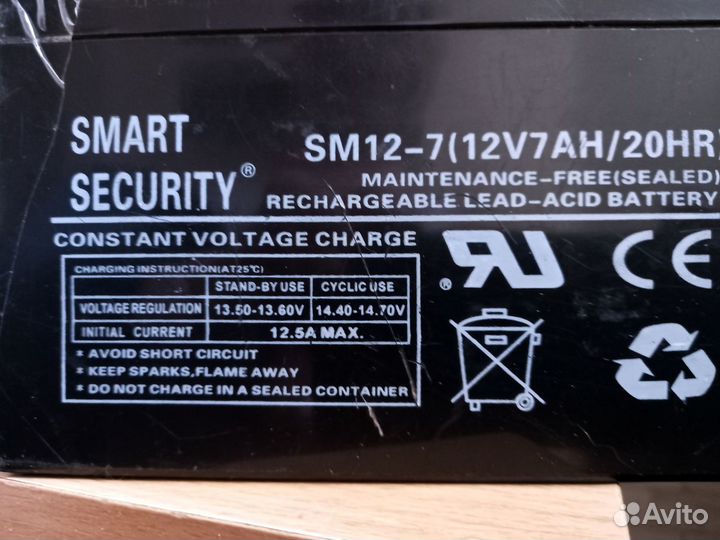 SMART
SECURITY®
SM12-7(12V7AH/20HR)
MAINTENANCE-FREE(SEALED)
RECHARGEABLE LEAD-ACID BATTERY
CONSTANT VOLTAGE CHARGE
CHARGING INSTRUCTION(AT25℃)
STAND-BY USE CYCLIC USE
VOLTAGE REGULATION 13.50-13.60V 14.40-14.70V
INITIAL CURRENT 12.5A MAX.
* AVOID SHORT CIRCUIT
* KEEP SPARKS,FLAME AWAY
* DO NOT CHARGE IN A SEALED CONTAINER
RU®
CE
Avito